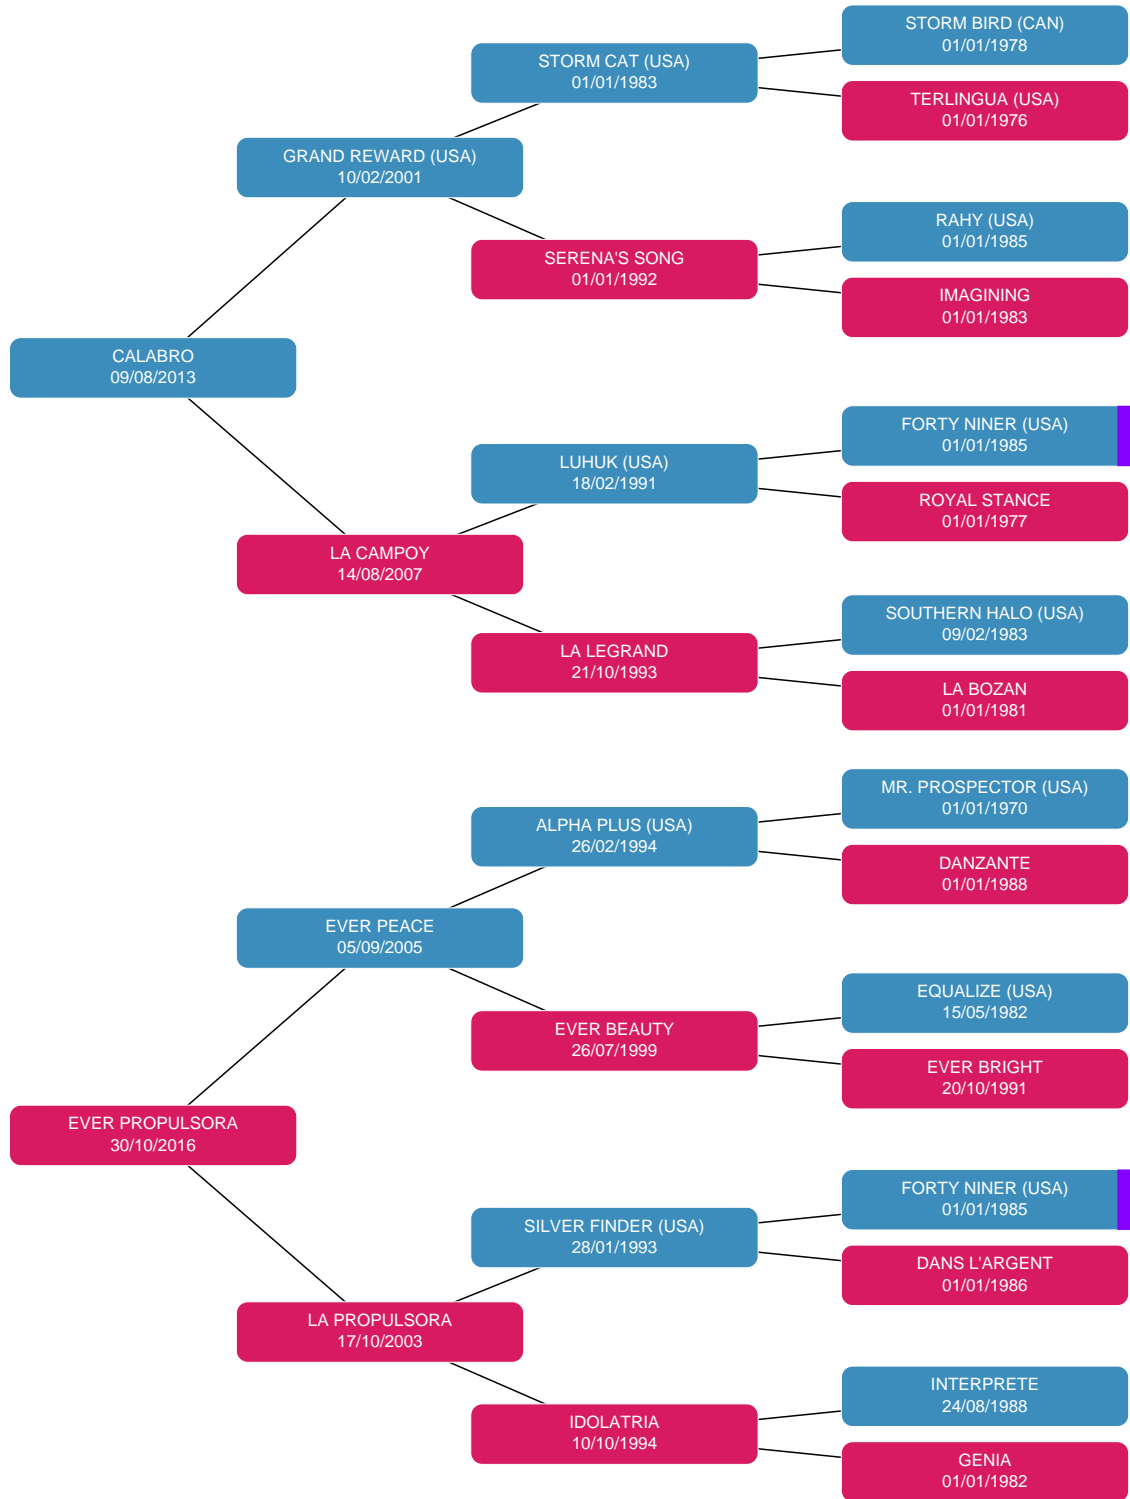 STORM BIRD (CAN)
01/01/1978
STORM CAT (USA)
01/01/1983
TERLINGUA (USA)
01/01/1976
GRAND REWARD (USA)
10/02/2001
RAHY (USA)
01/01/1985
SERENA'S SONG
01/01/1992
IMAGINING
01/01/1983
CALABRO
09/08/2013
FORTY NINER (USA)
01/01/1985
LUHUK (USA)
18/02/1991
ROYAL STANCE
01/01/1977
LA CAMPOY
14/08/2007
SOUTHERN HALO (USA)
09/02/1983
LA LEGRAND
21/10/1993
LA BOZAN
01/01/1981
MR. PROSPECTOR (USA)
01/01/1970
ALPHA PLUS (USA)
26/02/1994
DANZANTE
01/01/1988
EVER PEACE
05/09/2005
EQUALIZE (USA)
15/05/1982
EVER BEAUTY
26/07/1999
EVER BRIGHT
20/10/1991
EVER PROPULSORA
30/10/2016
FORTY NINER (USA)
01/01/1985
SILVER FINDER (USA)
28/01/1993
DANS L'ARGENT
01/01/1986
LA PROPULSORA
17/10/2003
INTERPRETE
24/08/1988
IDOLATRIA
10/10/1994
GENIA
01/01/1982